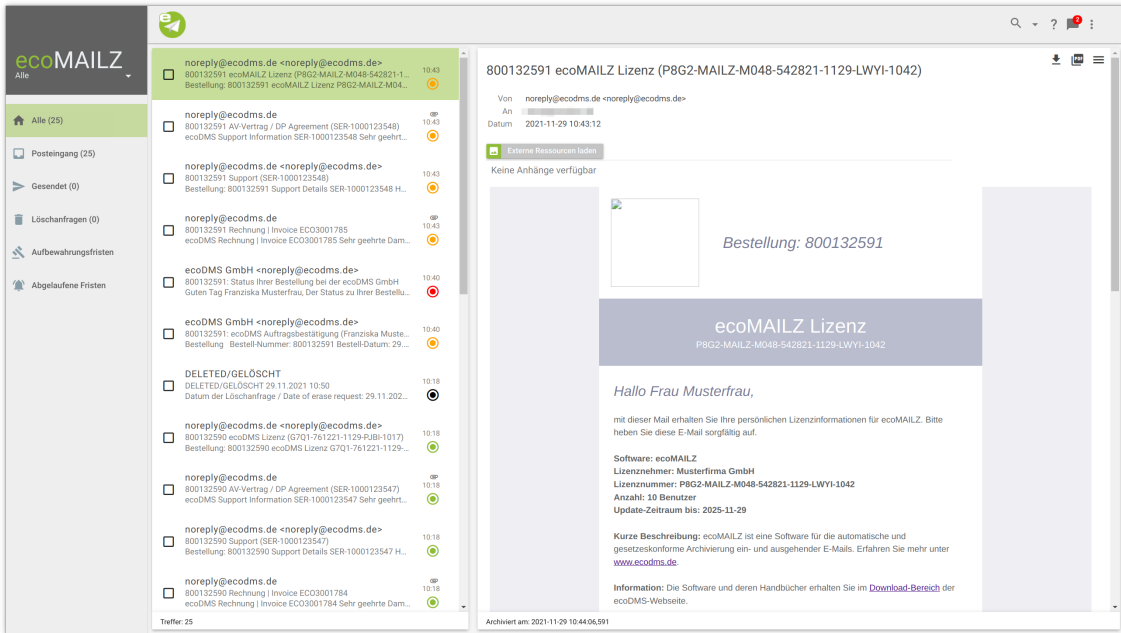 ecoMAILZ
Alle
Alle (25)
Posteingang (25)
Gesendet (0)
Löschanfragen (0)
Aufbewahrungsfristen
Abgelaufene Fristen
e
? 2
noreply@ecodms.de <noreply@ecodms.de>
800132591 ecoMAILZ Lizenz (P8G2-MAILZ-M048-542821-1... 10:43
Bestellung: 800132591 ecoMAILZ Lizenz P8G2-MAILZ-M04...
noreply@ecodms.de
800132591 AV-Vertrag / DP Agreement (SER-1000123548) 10:43
ecoDMS Support Information SER-1000123548 Sehr geehrt...
noreply@ecodms.de <noreply@ecodms.de>
800132591 Support (SER-1000123548) 10:43
Bestellung: 800132591 Support Details SER-1000123548 H...
noreply@ecodms.de
800132591 Rechnung | Invoice ECO3001785 10:43
ecoDMS Rechnung | Invoice ECO3001785 Sehr geehrte Dam...
ecoDMS GmbH <noreply@ecodms.de>
800132591: Status Ihrer Bestellung bei der ecoDMS GmbH 10:40
Guten Tag Franziska Musterfrau, Der Status zu Ihrer Bestellu...
ecoDMS GmbH <noreply@ecodms.de>
800132591: ecoDMS Auftragsbestätigung (Franziska Muste... 10:40
Bestellung Bestell-Nummer: 800132591 Bestell-Datum: 29....
DELETED/GELÖSCHT
DELETED/GELÖSCHT 29.11.2021 10:50 10:18
Datum der Löschanfrage / Date of erase request: 29.11.202...
noreply@ecodms.de <noreply@ecodms.de>
800132590 ecoDMS Lizenz (G7Q1-761221-1129-PJBI-1017) 10:18
Bestellung: 800132590 ecoDMS Lizenz G7Q1-761221-1129-...
noreply@ecodms.de
800132590 AV-Vertrag / DP Agreement (SER-1000123547) 10:18
ecoDMS Support Information SER-1000123547 Sehr geehrt...
noreply@ecodms.de <noreply@ecodms.de>
800132590 Support (SER-1000123547) 10:18
Bestellung: 800132590 Support Details SER-1000123547 H...
noreply@ecodms.de
800132590 Rechnung | Invoice ECO3001784 10:18
ecoDMS Rechnung | Invoice ECO3001784 Sehr geehrte Dam...
Treffer: 25
800132591 ecoMAILZ Lizenz (P8G2-MAILZ-M048-542821-1129-LWYI-1042)
PDF
Von noreply@ecodms.de <noreply@ecodms.de>
An
Datum 2021-11-29 10:43:12
Externe Ressourcen laden
Keine Anhänge verfügbar
Bestellung: 800132591
ecoMAILZ Lizenz
P8G2-MAILZ-M048-542821-1129-LWYI-1042
Hallo Frau Musterfrau,
mit dieser Mail erhalten Sie Ihre persönlichen Lizenzinformationen für ecoMAILZ. Bitte
heben Sie diese E-Mail sorgfältig auf.
Software: ecoMAILZ
Lizenznehmer: Musterfirma GmbH
Lizenznummer: P8G2-MAILZ-M048-542821-1129-LWYI-1042
Anzahl: 10 Benutzer
Update-Zeitraum bis: 2025-11-29
Kurze Beschreibung: ecoMAILZ ist eine Software für die automatische und
gesetzeskonforme Archivierung ein- und ausgehender E-Mails. Erfahren Sie mehr unter
www.ecodms.de.
Information: Die Software und deren Handbücher erhalten Sie im Download-Bereich der
ecoDMS-Webseite.
Archiviert am: 2021-11-29 10:44:06,591